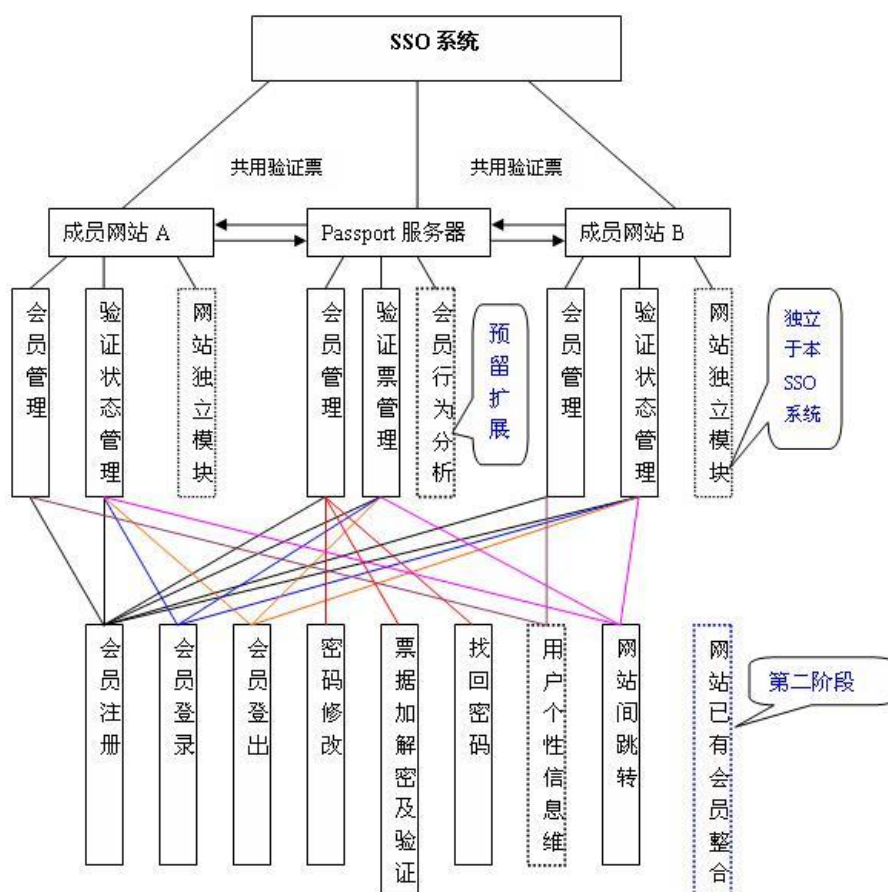 SSO 系统
共用验证票
共用验证票
成员网站 A
Passport 服务器
成员网站 B
会员管理
验证状态管理
网站独立模块
会员管理
验证票管理
会员行为分析
预留扩展
会员管理
验证状态管理
网站独立模块
独立
于本
SSO
系统
会员注册
会员登录
会员登出
密码修改
票据加解密及验证
找回密码
用户个性信息维
网站间跳转
网站已有会员整合
第二阶段